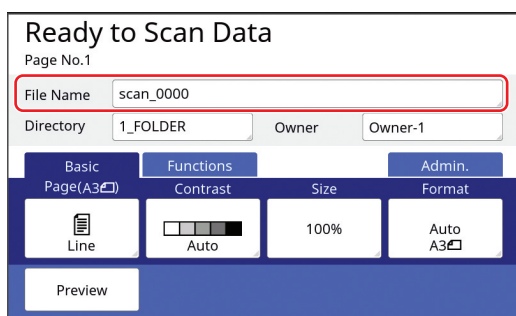 Ready to Scan Data
Page No.1
File Name scan_0000
Directory 1_FOLDER Owner Owner-1
Basic Functions Admin.
Page(A3) Contrast Size Format
Line Auto 100% Auto
A3
Preview